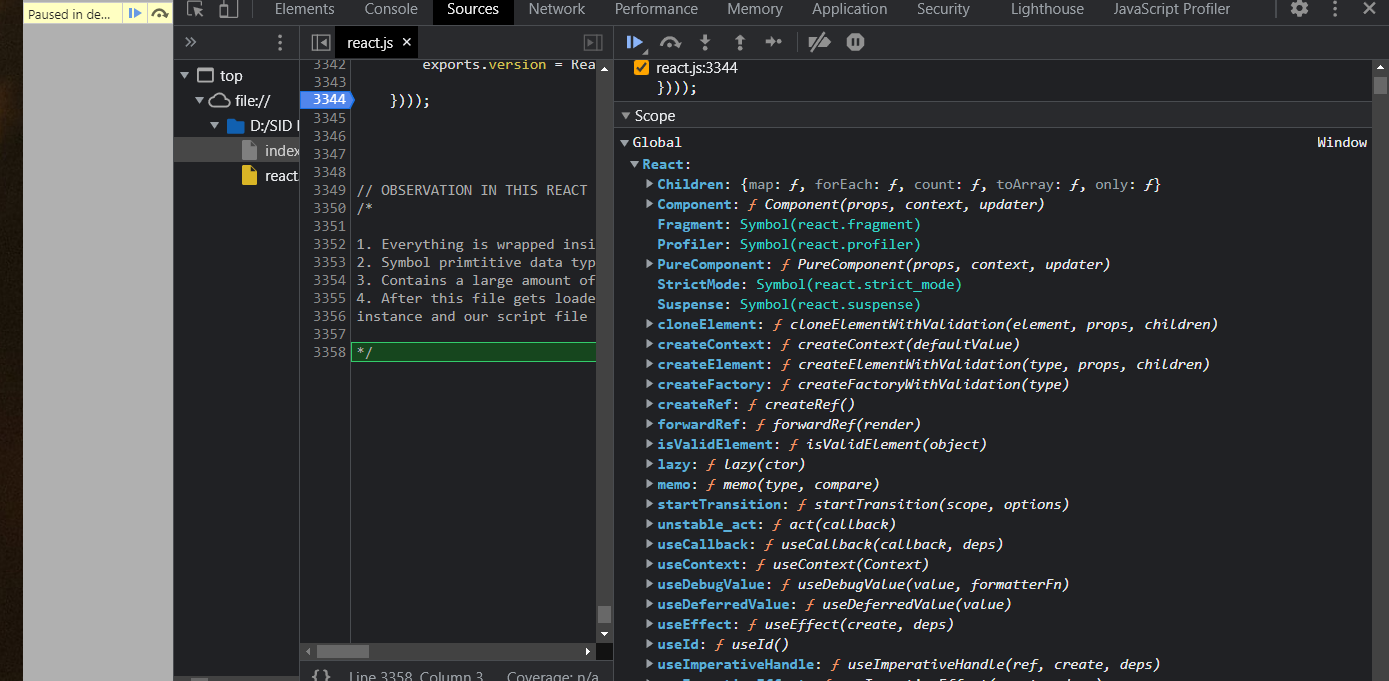 Paused in de...
Elements Console Sources Network Performance Memory Application Security Lighthouse JavaScript Profiler
react.js ×
top
file://
D:/SID
index
react
3342 exports.version = Rea
3343
3344 })));
3345
3346
3347
3348
3349 // OBSERVATION IN THIS REACT
3350 /*
3351
3352 1. Everything is wrapped insi
3353 2. Symbol primtitive data typ
3354 3. Contains a large amount of
3355 4. After this file gets loade
3356 instance and our script file
3357
3358 */
{} Line 3358, Column 3 Coverage: n/a
react.js:3344
})));
Scope
Global Window
React:
Children: {map: ƒ, forEach: ƒ, count: ƒ, toArray: ƒ, only: ƒ}
Component: ƒ Component(props, context, updater)
Fragment: Symbol(react.fragment)
Profiler: Symbol(react.profiler)
PureComponent: ƒ PureComponent(props, context, updater)
StrictMode: Symbol(react.strict_mode)
Suspense: Symbol(react.suspense)
cloneElement: ƒ cloneElementWithValidation(element, props, children)
createContext: ƒ createContext(defaultValue)
createElement: ƒ createElementWithValidation(type, props, children)
createFactory: ƒ createFactoryWithValidation(type)
createRef: ƒ createRef()
forwardRef: ƒ forwardRef(render)
isValidElement: ƒ isValidElement(object)
lazy: ƒ lazy(ctor)
memo: ƒ memo(type, compare)
startTransition: ƒ startTransition(scope, options)
unstable_act: ƒ act(callback)
useCallback: ƒ useCallback(callback, deps)
useContext: ƒ useContext(Context)
useDebugValue: ƒ useDebugValue(value, formatterFn)
useDeferredValue: ƒ useDeferredValue(value)
useEffect: ƒ useEffect(create, deps)
useId: ƒ useId()
useImperativeHandle: ƒ useImperativeHandle(ref, create, deps)